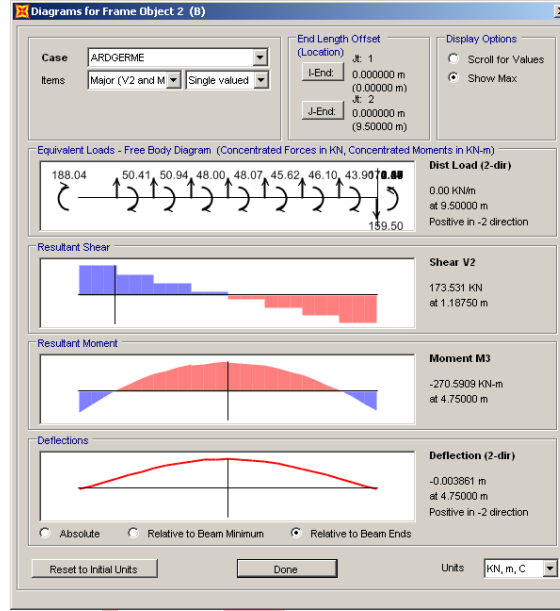 Diagrams for Frame Object 2 (B)
Case ARDGERME
Items Major (V2 and M Single valued
End Length Offset
(Location)
I-End: Jt: 1
0.000000 m
(0.00000 m)
J-End: Jt: 2
0.000000 m
(9.50000 m)
Display Options
Scroll for Values
Show Max
Equivalent Loads - Free Body Diagram (Concentrated Forces in KN, Concentrated Moments in KN-m)
188.04 50.41 50.94 48.00 48.07 45.62 46.10 43.90
159.50
Dist Load (2-dir)
0.00 KN/m
at 9.50000 m
Positive in -2 direction
Resultant Shear
Shear V2
173.531 KN
at 1.18750 m
Resultant Moment
Moment M3
-270.5909 KN-m
at 4.75000 m
Deflections
Deflection (2-dir)
-0.003861 m
at 4.75000 m
Positive in -2 direction
Absolute Relative to Beam Minimum Relative to Beam Ends
Reset to Initial Units Done Units KN, m, C